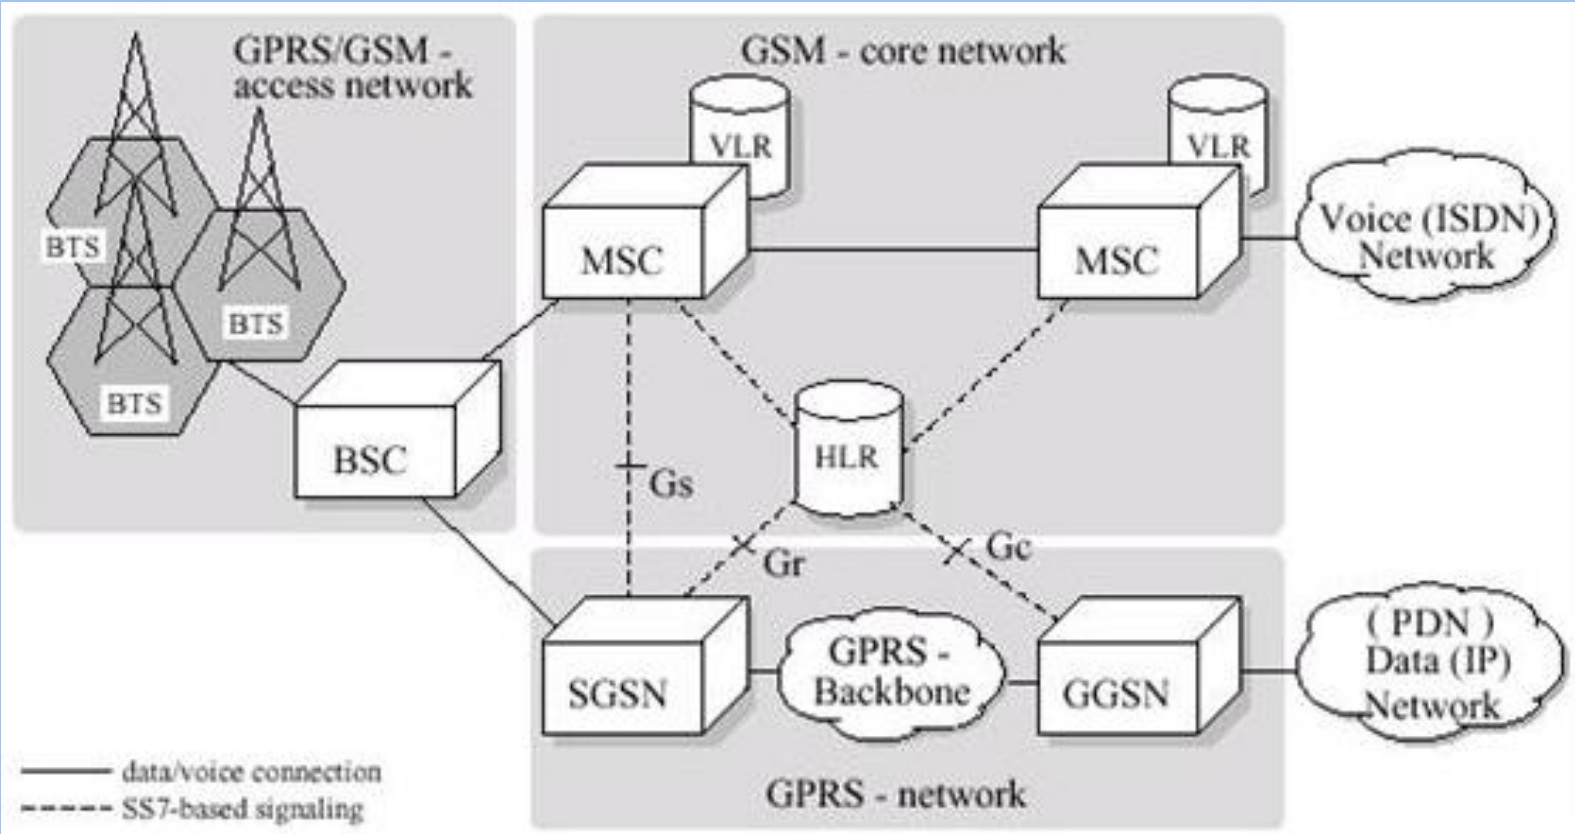 GPRS/GSM -
access network
GSM - core network
VLR
VLR
MSC
MSC
Voice (ISDN)
Network
BTS
BTS
BTS
BSC
HLR
Gs
Gr
Gc
SGSN
GPRS -
Backbone
GGSN
( PDN )
Data (IP)
Network
data/voice connection
SS7-based signaling
GPRS - network